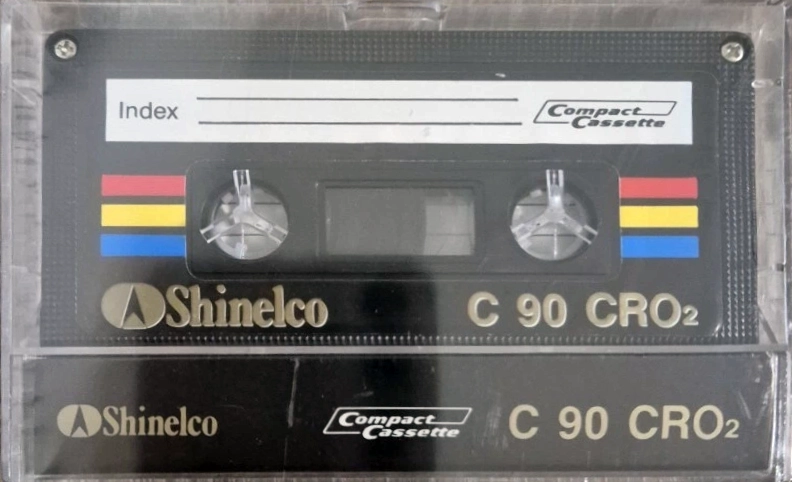 Index
Compact
Cassette
Shinelco C 90 CRO2
Shinelco Compact Cassette C 90 CRO2